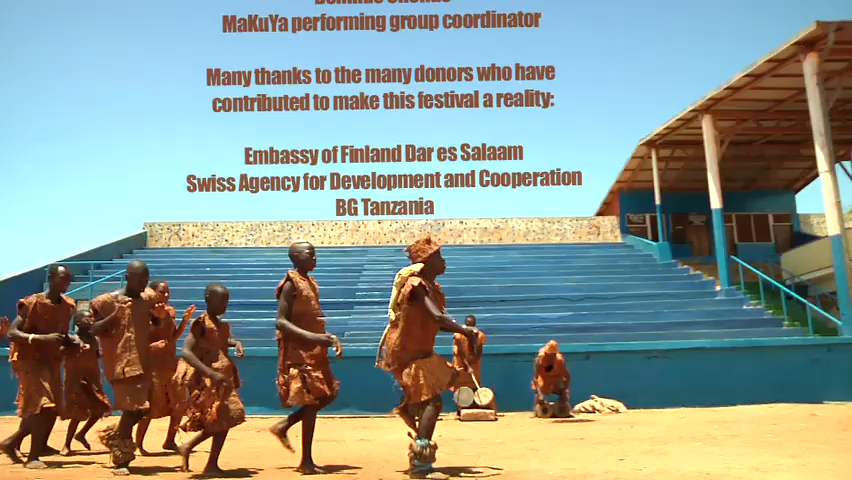 MaKuYa performing group coordinator
Many thanks to the many donors who have
contributed to make this festival a reality:
Embassy of Finland Dar es Salaam
Swiss Agency for Development and Cooperation
BG Tanzania